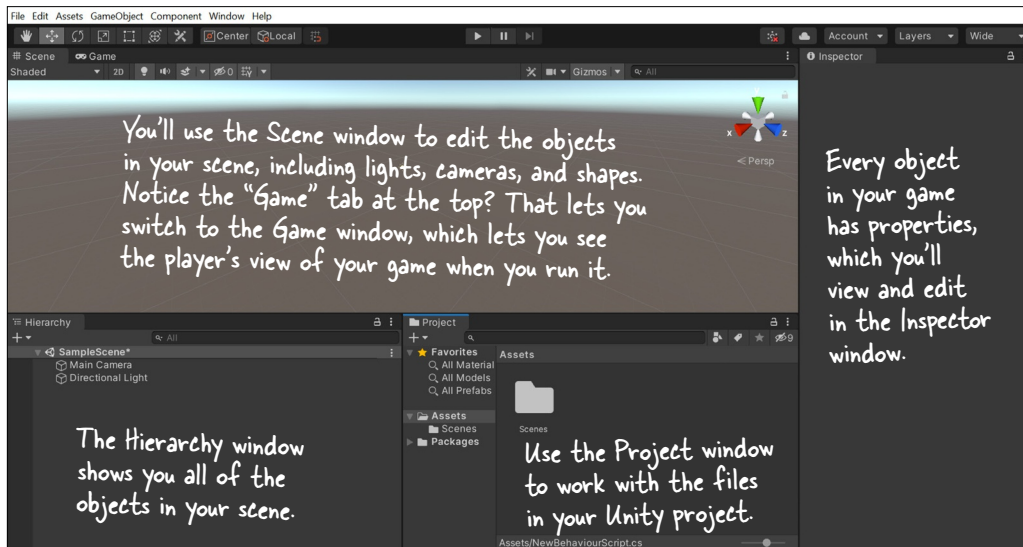 File Edit Assets GameObject Component Window Help
Center Local
Account Layers Wide
Scene Game
Inspector
Shaded 2D 0 Gizmos All
x z
Persp
You'll use the Scene window to edit the objects
in your scene, including lights, cameras, and shapes.
Notice the “Game” tab at the top? That lets you
switch to the Game window, which lets you see
the player's view of your game when you run it.
Every object
in your game
has properties,
which you'll
view and edit
in the Inspector
window.
Hierarchy
All
SampleScene*
Main Camera
Directional Light
The Hierarchy window
shows you all of the
objects in your scene.
Project
9
Favorites
All Material
All Models
All Prefabs
Assets
Scenes
Packages
Assets
Scenes
Use the Project window
to work with the files
in your Unity project.
Assets/NewBehaviourScript.cs